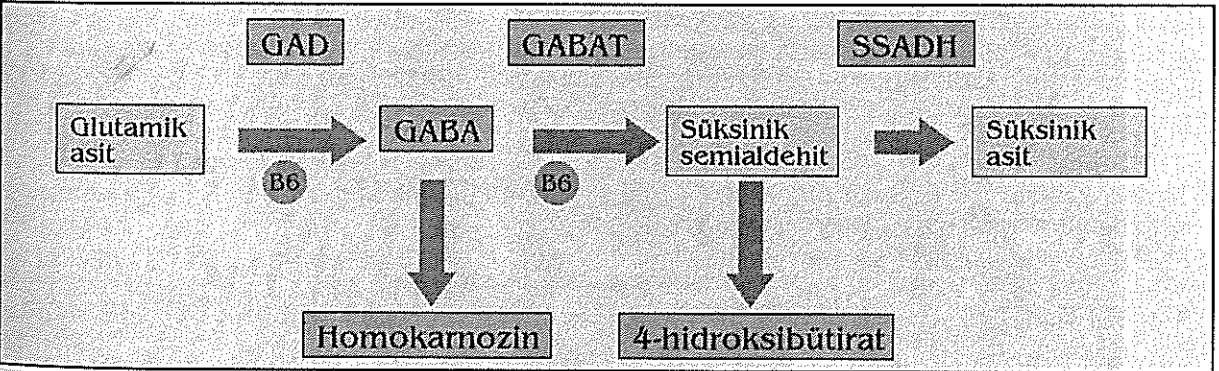 GAD
GABAT
SSADH
Glutamik
asit
GABA
Süksinik
semialdehit
Süksinik
asit
B6
B6
Homokarnozin
4-hidroksibütirat